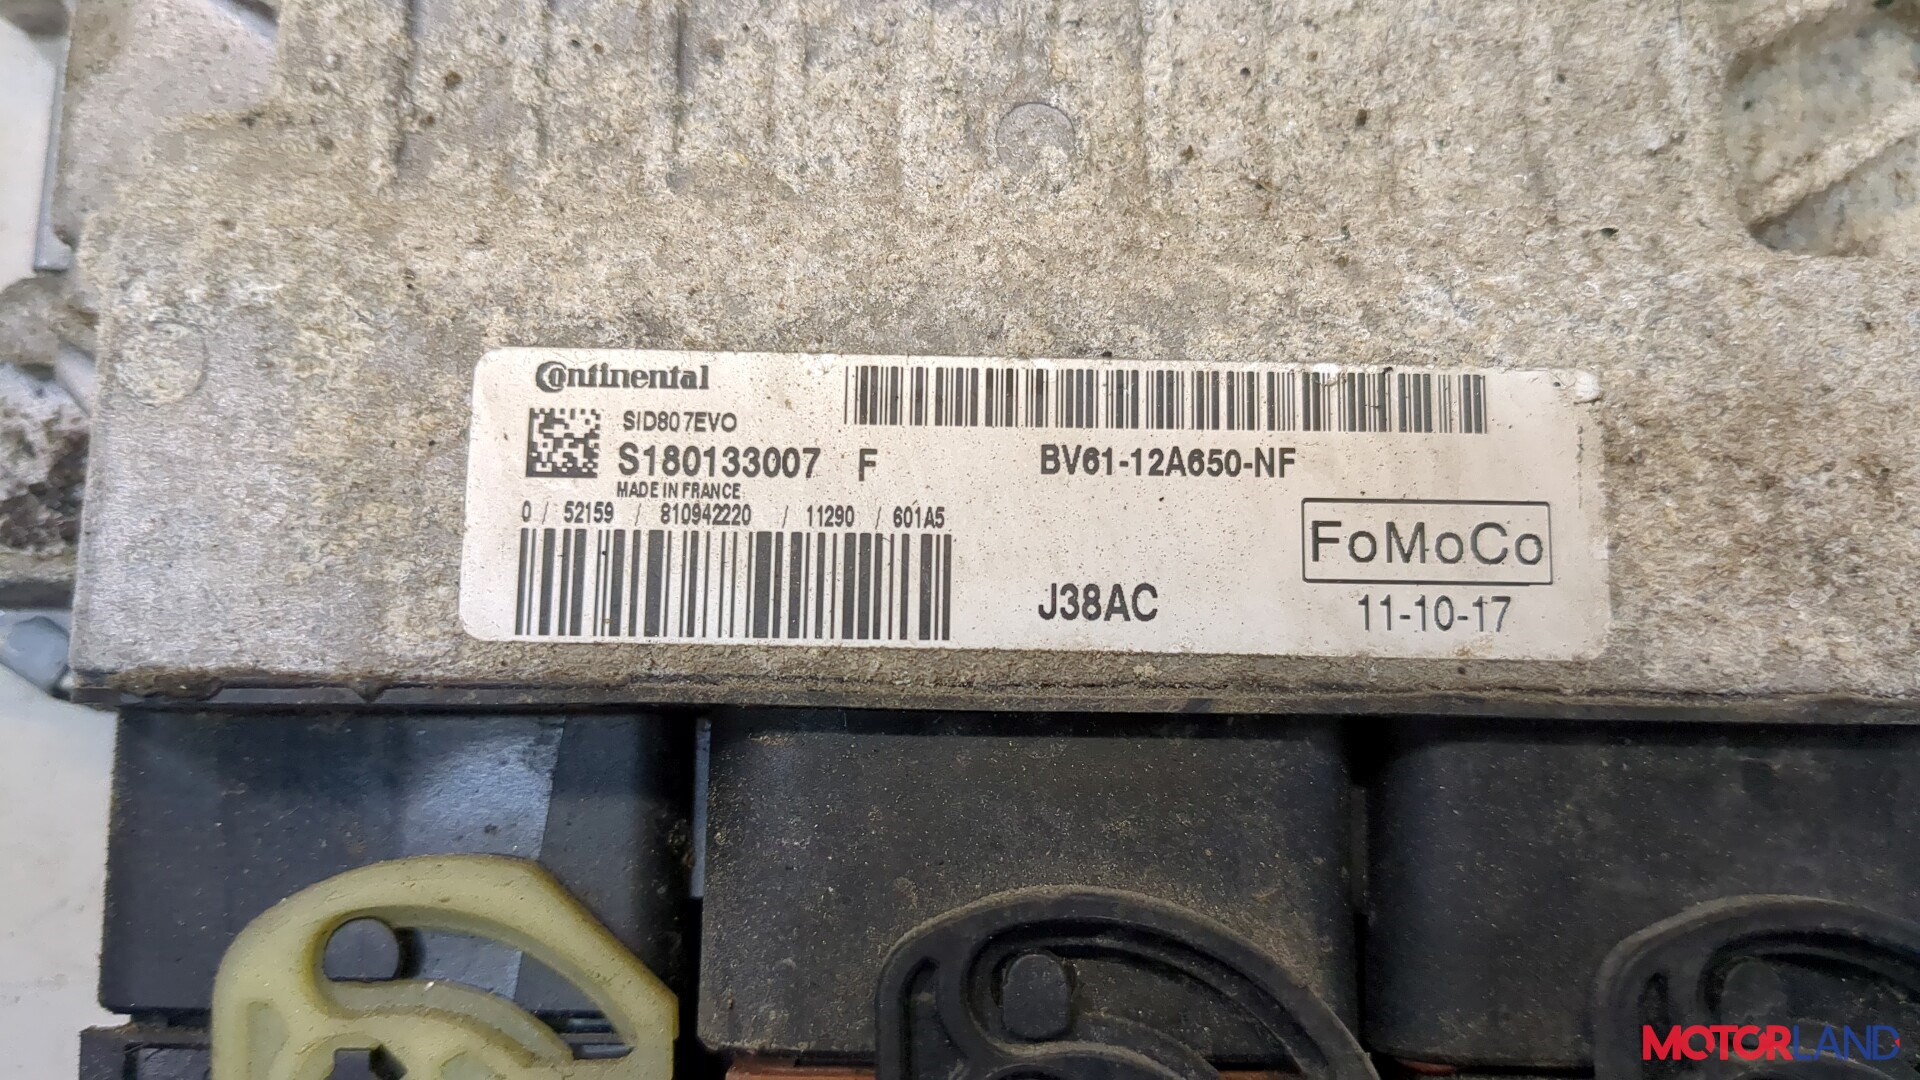 Continental
SID807EVO
S180133007 F
BV61-12A650-NF
MADE IN FRANCE
0 / 52159 / 810942220 / 11290 / 601A5
FoMoCo
J38AC
11-10-17
MOTORLAND